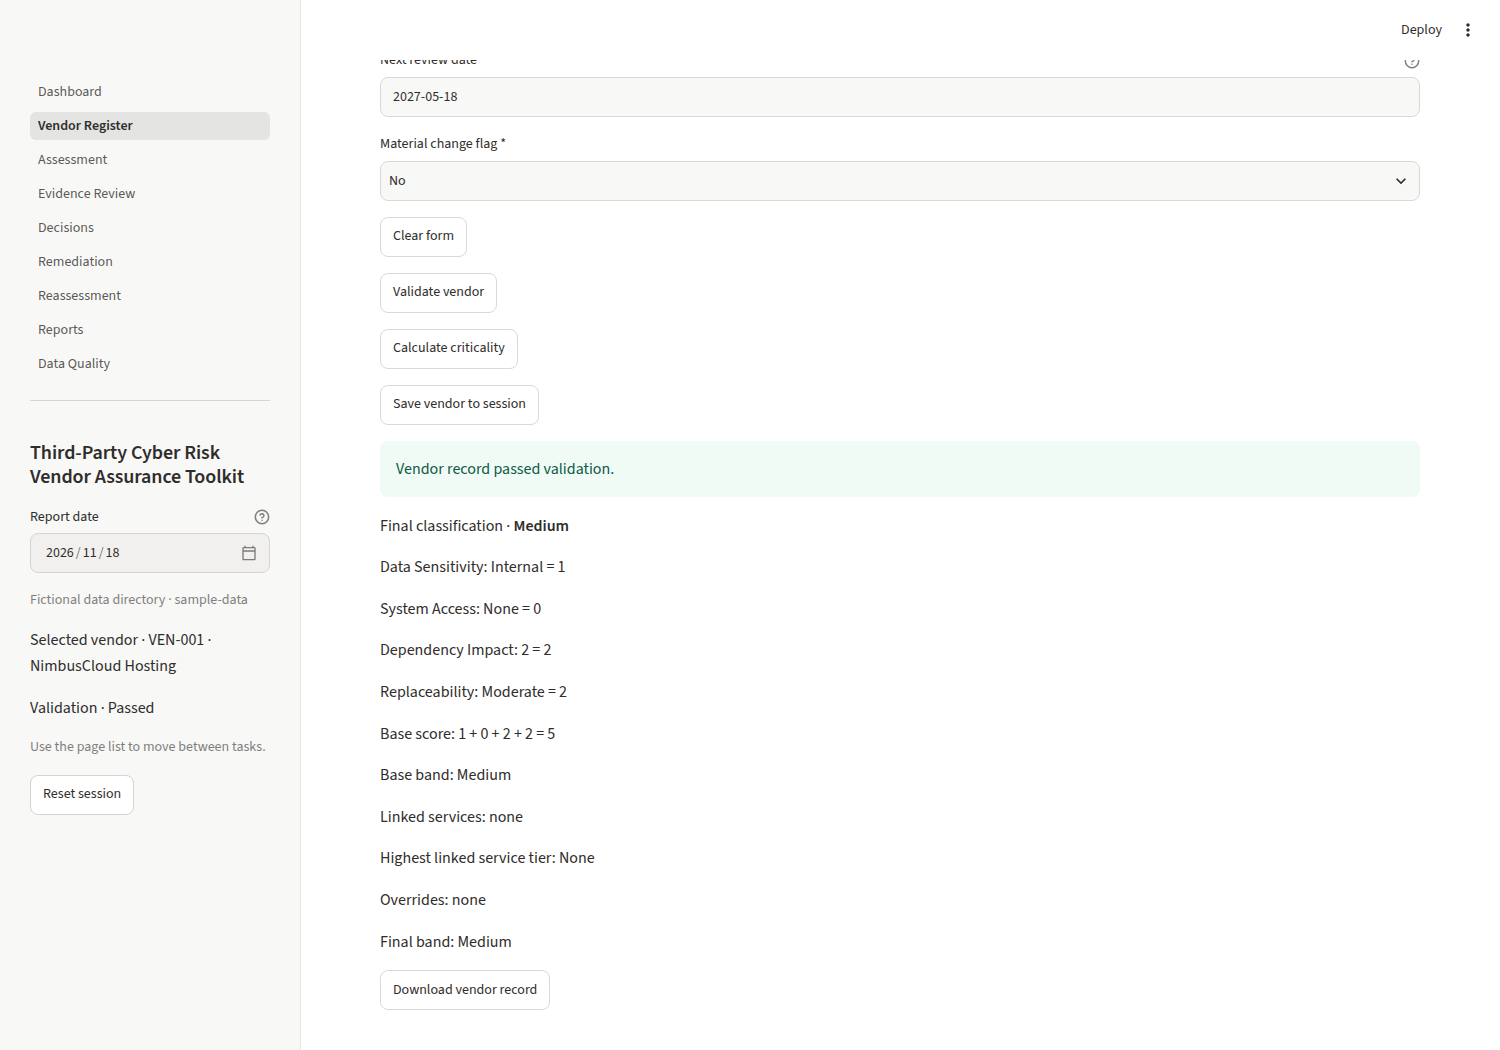 Deploy
Dashboard
Vendor Register
Assessment
Evidence Review
Decisions
Remediation
Reassessment
Reports
Data Quality
Third-Party Cyber Risk
Vendor Assurance Toolkit
Report date
2026/11/18
Fictional data directory · sample-data
Selected vendor · VEN-001 ·
NimbusCloud Hosting
Validation · Passed
Use the page list to move between tasks.
Reset session
Next review date
2027-05-18
Material change flag *
No
Clear form
Validate vendor
Calculate criticality
Save vendor to session
Vendor record passed validation.
Final classification · Medium
Data Sensitivity: Internal = 1
System Access: None = 0
Dependency Impact: 2 = 2
Replaceability: Moderate = 2
Base score: 1 + 0 + 2 + 2 = 5
Base band: Medium
Linked services: none
Highest linked service tier: None
Overrides: none
Final band: Medium
Download vendor record